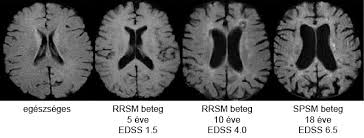 egészséges
RRSM beteg
5 éve
EDSS 1.5
RRSM beteg
10 éve
EDSS 4.0
SPSM beteg
18 éve
EDSS 6.5